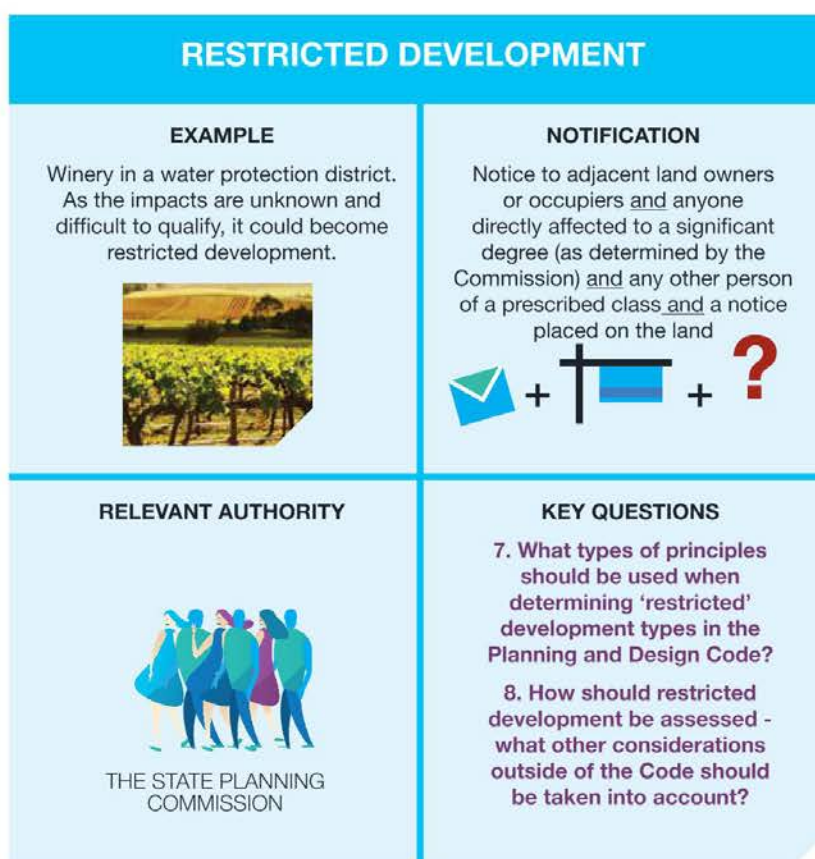 RESTRICTED DEVELOPMENT
EXAMPLE
Winery in a water protection district.
As the impacts are unknown and
difficult to qualify, it could become
restricted development.
NOTIFICATION
Notice to adjacent land owners
or occupiers and anyone
directly affected to a significant
degree (as determined by the
Commission) and any other person
of a prescribed class and a notice
placed on the land
+ + ?
RELEVANT AUTHORITY
THE STATE PLANNING
COMMISSION
KEY QUESTIONS
7. What types of principles
should be used when
determining ‘restricted’
development types in the
Planning and Design Code?
8. How should restricted
development be assessed -
what other considerations
outside of the Code should
be taken into account?